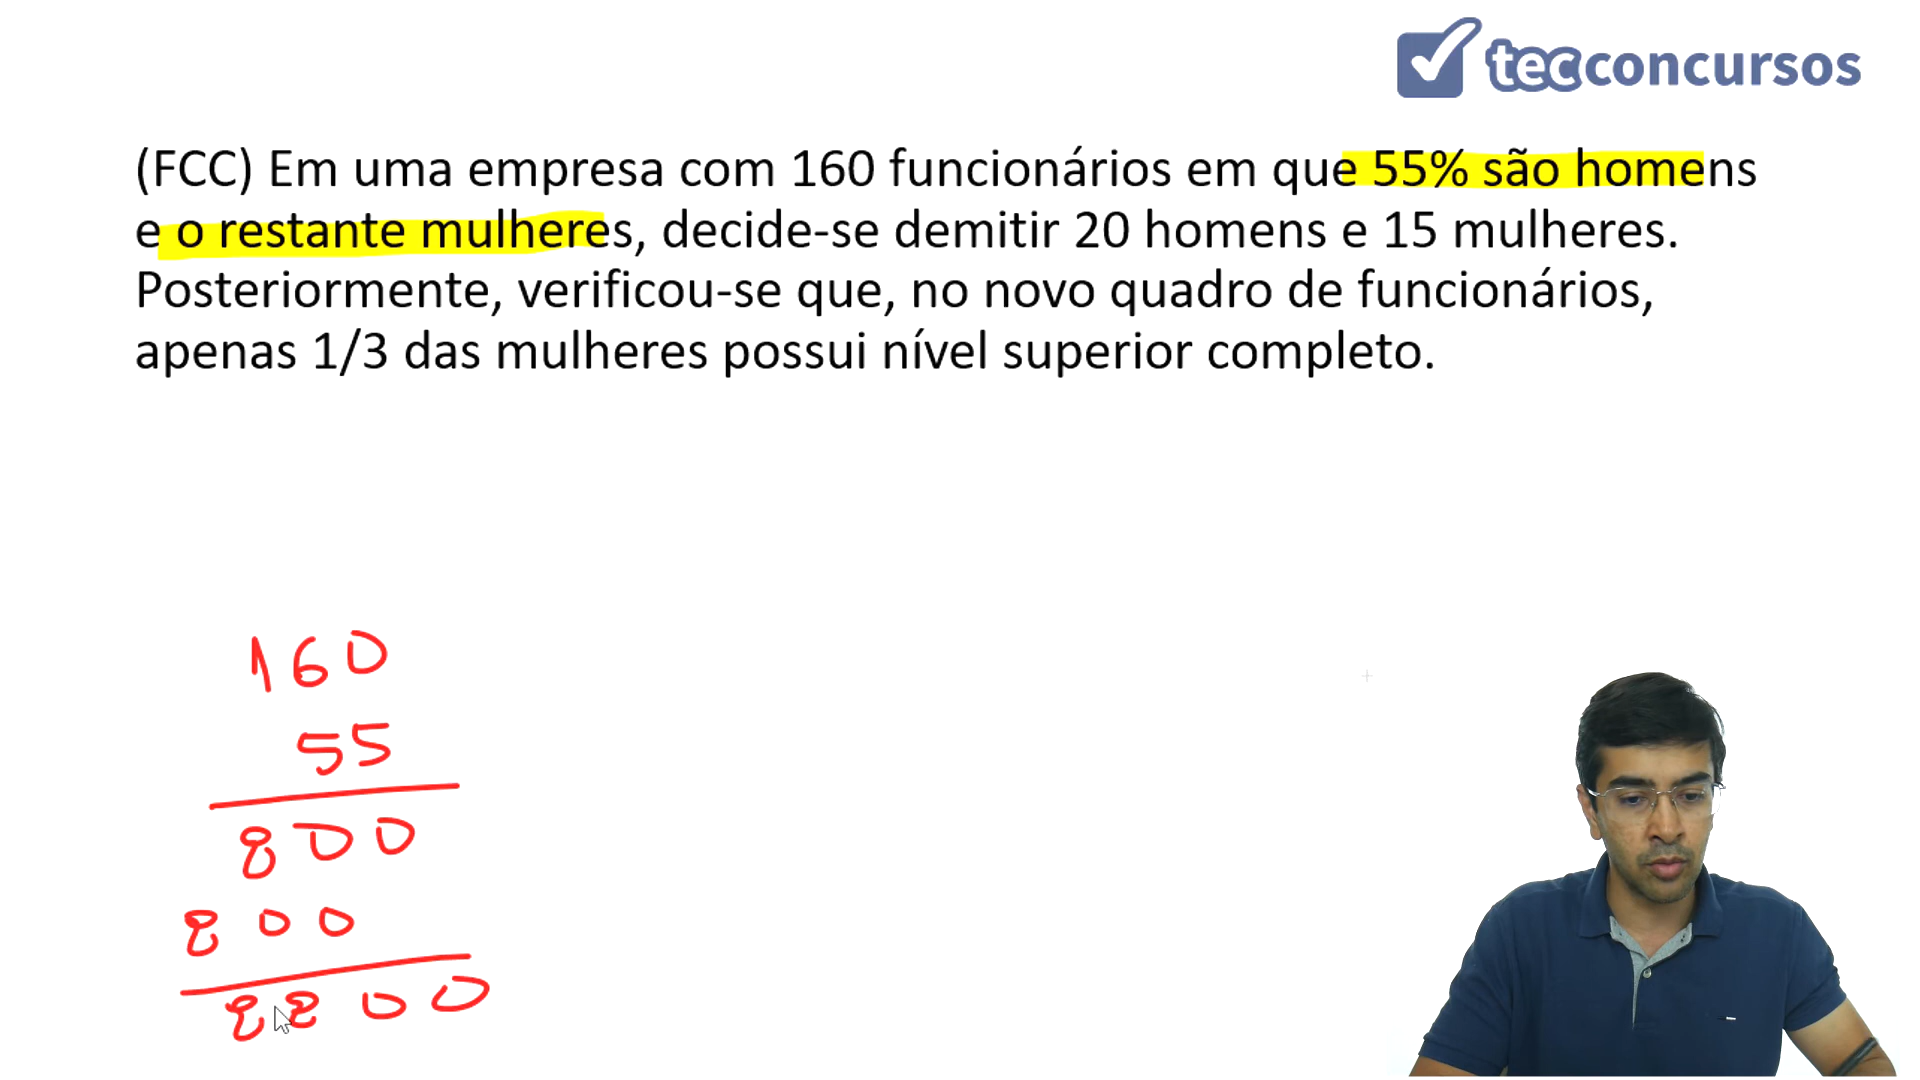 tecconcursos
(FCC) Em uma empresa com 160 funcionários em que 55% são homens
e o restante mulheres, decide-se demitir 20 homens e 15 mulheres.
Posteriormente, verificou-se que, no novo quadro de funcionários,
apenas 1/3 das mulheres possui nível superior completo.
160
55
800
800
8800